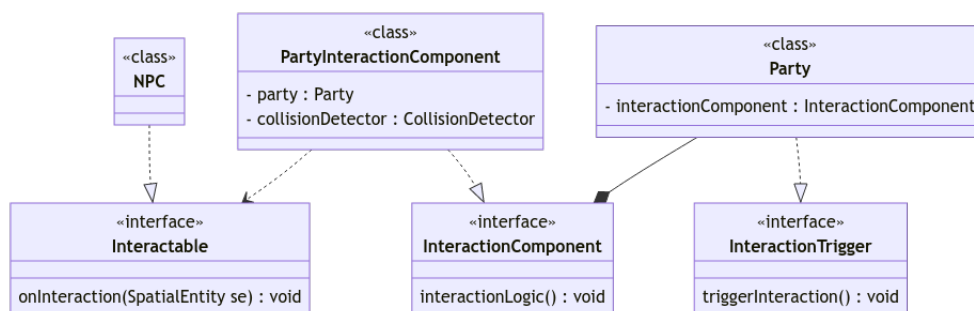 «class»
NPC
«class»
PartyInteractionComponent
- party : Party
- collisionDetector : CollisionDetector
«class»
Party
- interactionComponent : InteractionComponent
«interface»
Interactable
onInteraction(SpatialEntity se) : void
«interface»
InteractionComponent
interactionLogic() : void
«interface»
InteractionTrigger
triggerInteraction() : void